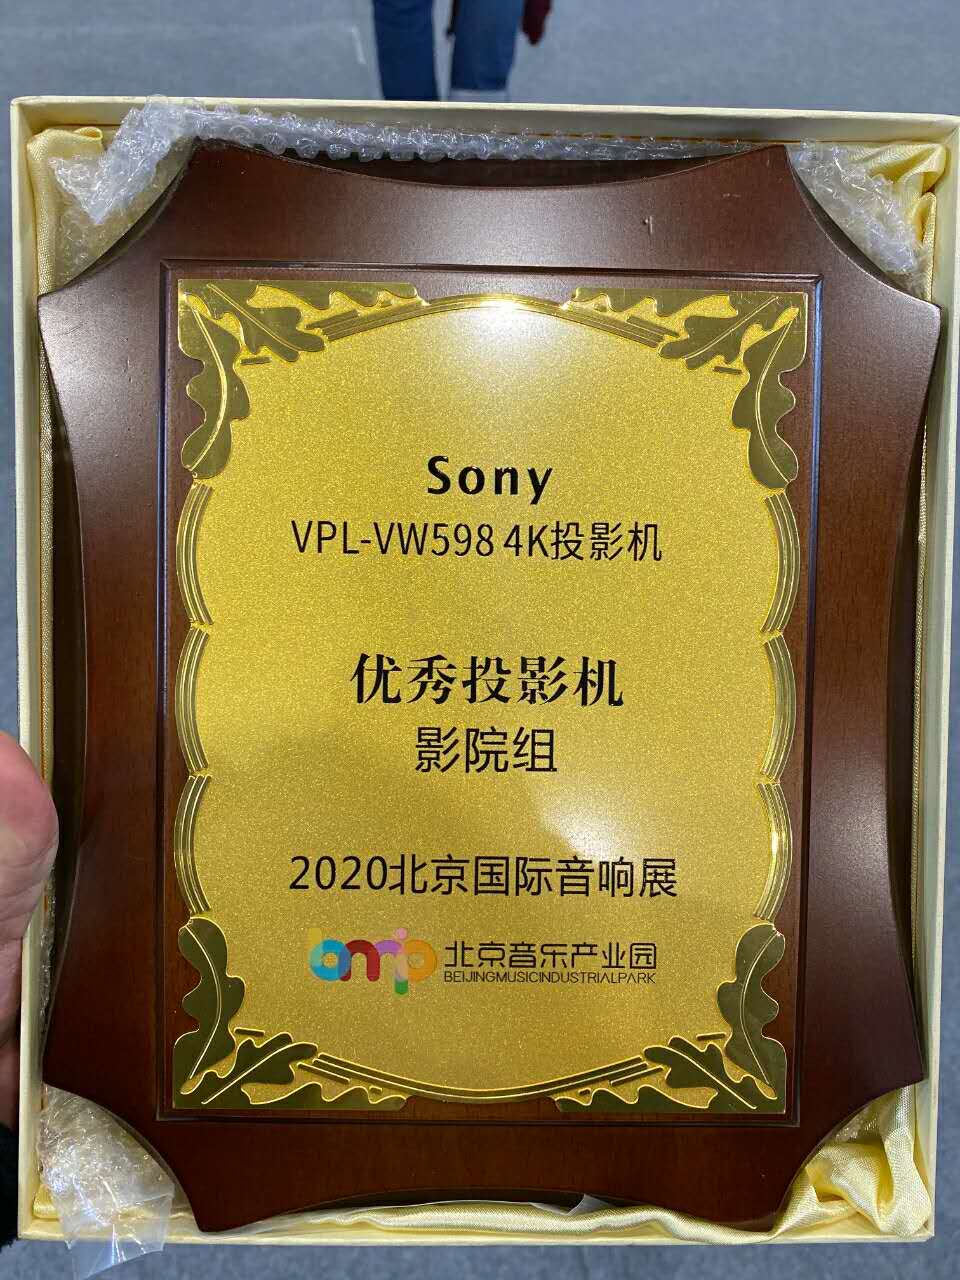 Sony
VPL-VW598 4K投影机
优秀投影机
影院组
2020北京国际音响展
bmip 北京音乐产业园
BEIJINGMUSICINDUSTRIALPARK